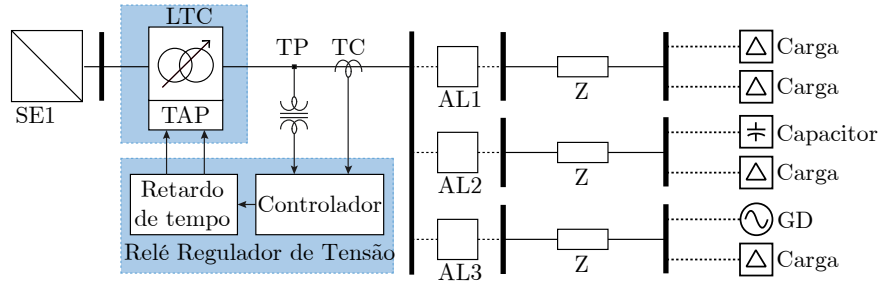 LTC
SE1
TAP
TP
TC
Retardo
de tempo
Controlador
Relé Regulador de Tensão
AL1
Z
Carga
Carga
AL2
Z
Capacitor
Carga
AL3
Z
GD
Carga